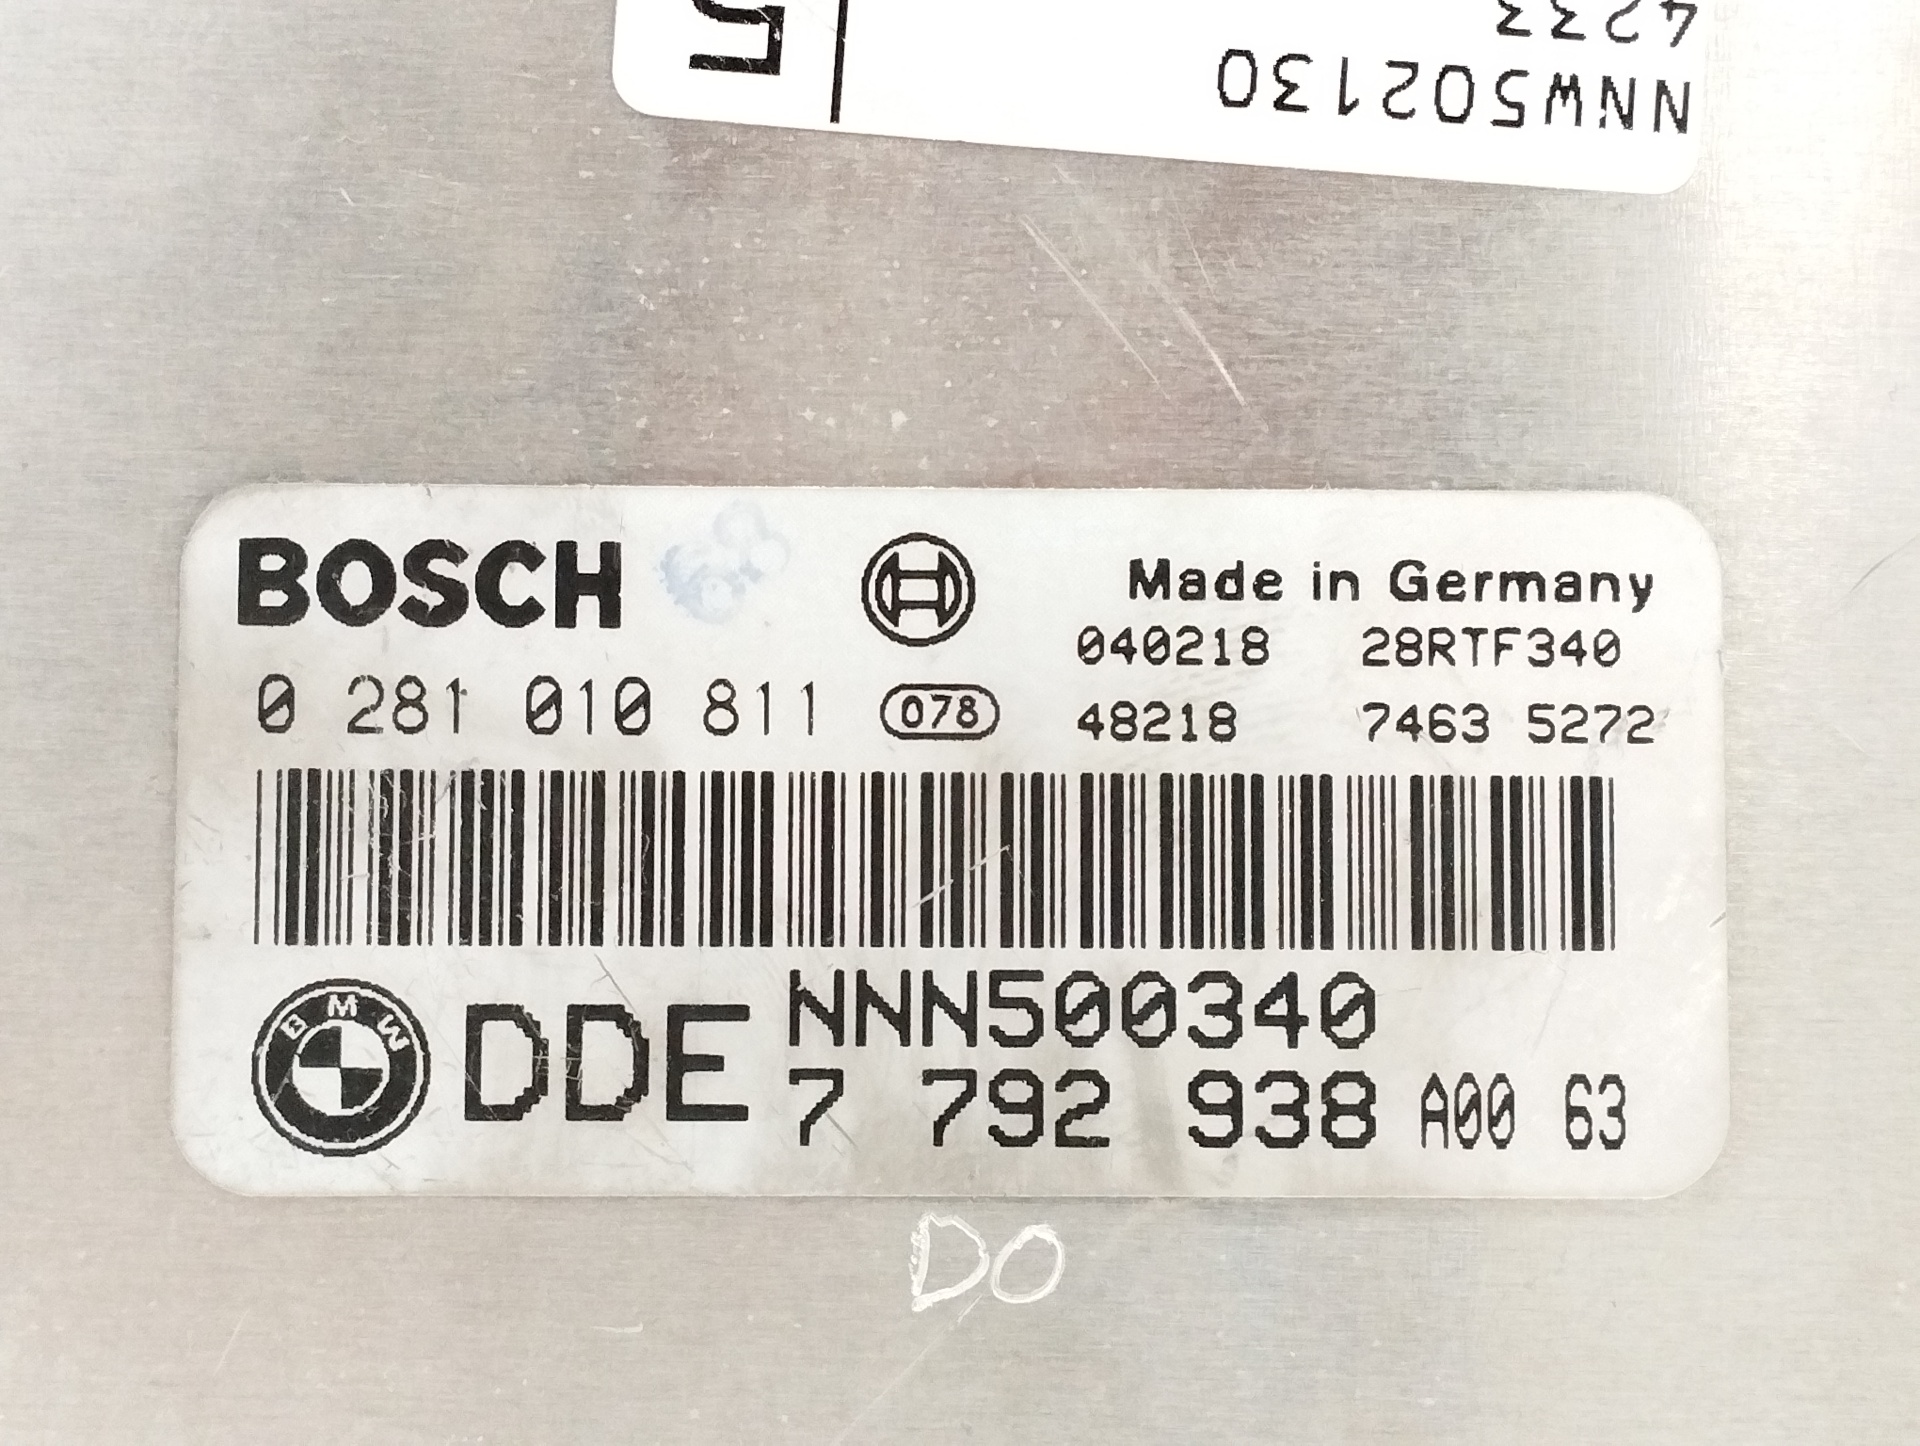 NNW502130
4233
5
BOSCH
Made in Germany
040218 28RTF340
0 281 010 811 078 48218 7463 5272
BMW
DDE NNN500340
7 792 938 A00 63
DO